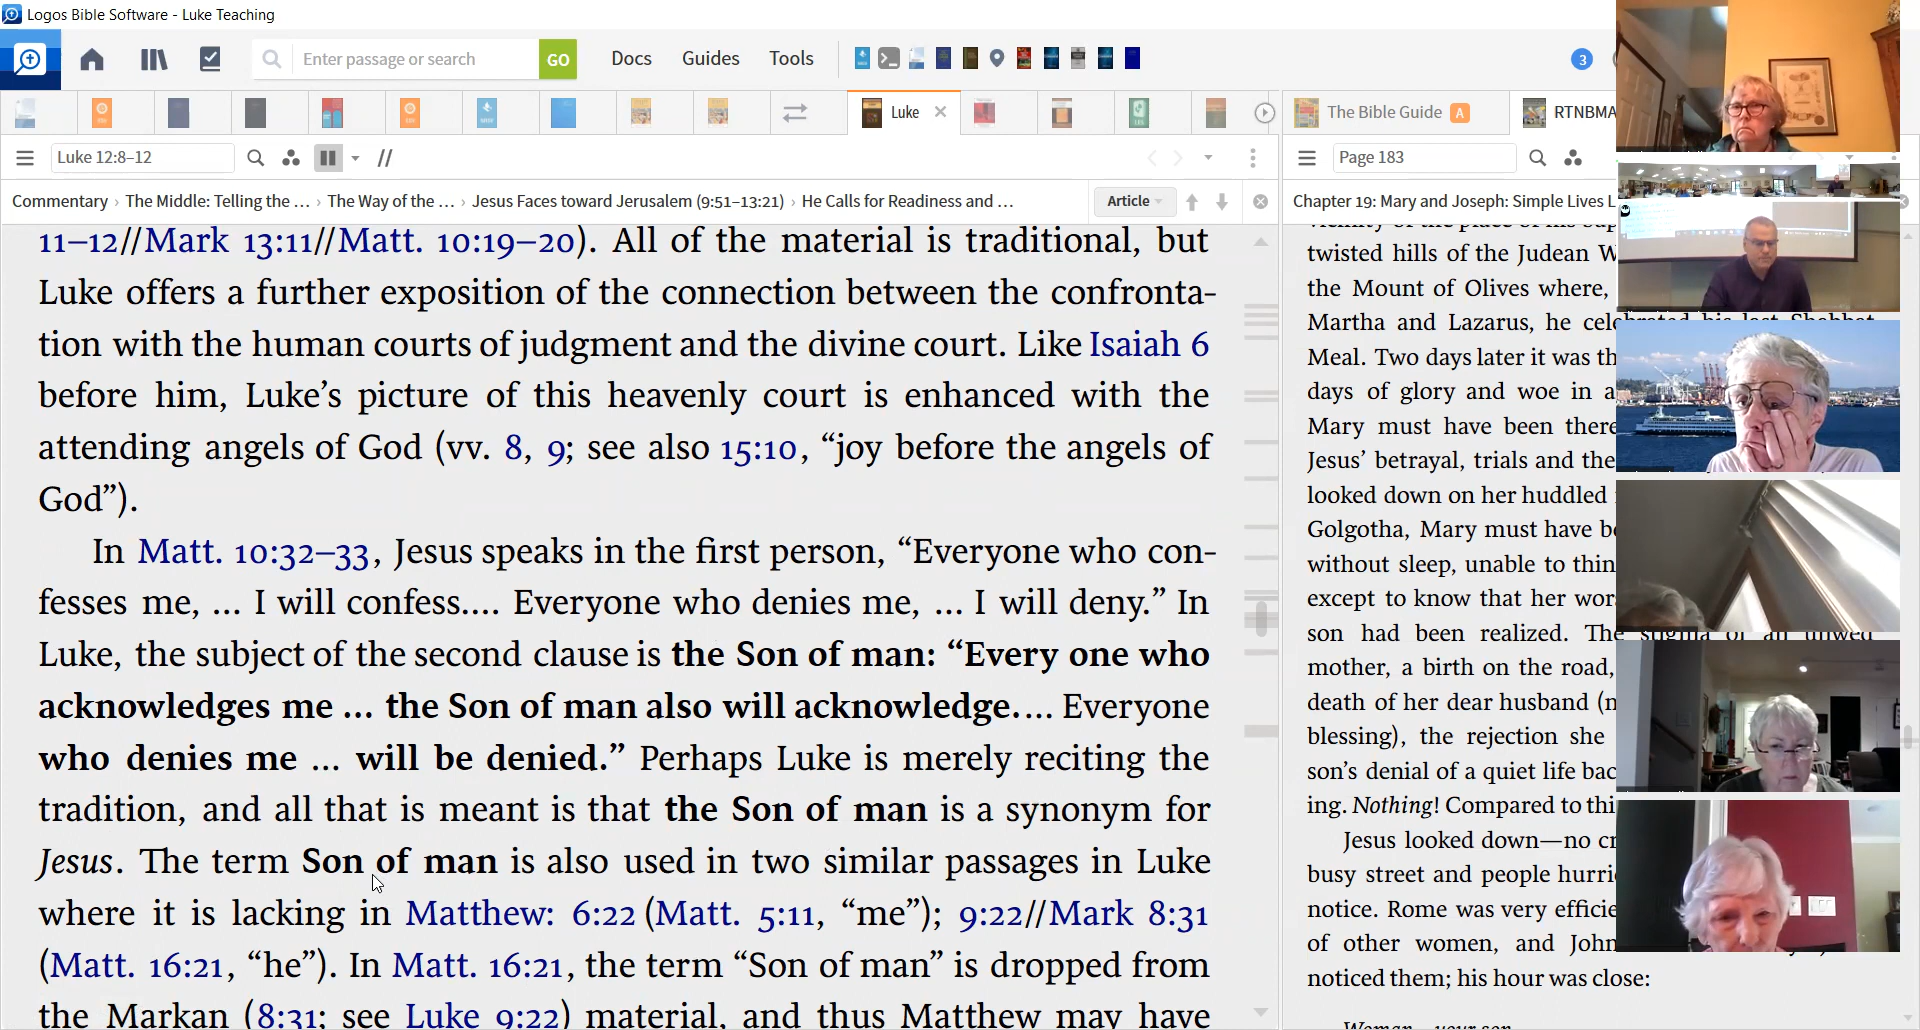 Logos Bible Software - Luke Teaching
Enter passage or search
GO
Docs
Guides
Tools
3
Luke
The Bible Guide
A
RTNBMA
Luke 12:8–12
Page 183
Commentary › The Middle: Telling the … › The Way of the … › Jesus Faces toward Jerusalem (9:51–13:21) › He Calls for Readiness and …
Article
Chapter 19: Mary and Joseph: Simple Lives L
11–12//Mark 13:11//Matt. 10:19–20). All of the material is traditional, but
Luke offers a further exposition of the connection between the confronta-
tion with the human courts of judgment and the divine court. Like Isaiah 6
before him, Luke’s picture of this heavenly court is enhanced with the
attending angels of God (vv. 8, 9; see also 15:10, “joy before the angels of
God”).
In Matt. 10:32–33, Jesus speaks in the first person, “Everyone who con-
fesses me, … I will confess…. Everyone who denies me, … I will deny.” In
Luke, the subject of the second clause is the Son of man: “Every one who
acknowledges me … the Son of man also will acknowledge…. Everyone
who denies me … will be denied.” Perhaps Luke is merely reciting the
tradition, and all that is meant is that the Son of man is a synonym for
Jesus. The term Son of man is also used in two similar passages in Luke
where it is lacking in Matthew: 6:22 (Matt. 5:11, “me”); 9:22//Mark 8:31
(Matt. 16:21, “he”). In Matt. 16:21, the term “Son of man” is dropped from
the Markan (8:31; see Luke 9:22) material, and thus Matthew may have
twisted hills of the Judean W
the Mount of Olives where,
Martha and Lazarus, he celebrated his last Shabbat
Meal. Two days later it was th
days of glory and woe in a
Mary must have been there
Jesus’ betrayal, trials and the
looked down on her huddled
Golgotha, Mary must have be
without sleep, unable to thin
except to know that her wor
son had been realized. The stigma of an unwed
mother, a birth on the road,
death of her dear husband (n
blessing), the rejection she
son’s denial of a quiet life bac
ing. Nothing! Compared to thi
Jesus looked down—no cr
busy street and people hurri
notice. Rome was very efficie
of other women, and John
noticed them; his hour was close:
Woman, your son